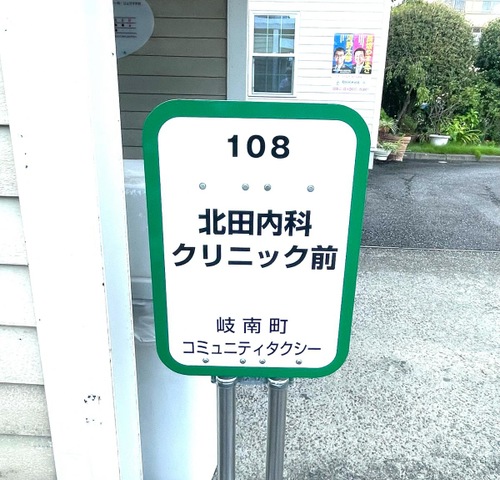 108
北田内科
クリニック前
岐南町
コミュニティタクシー